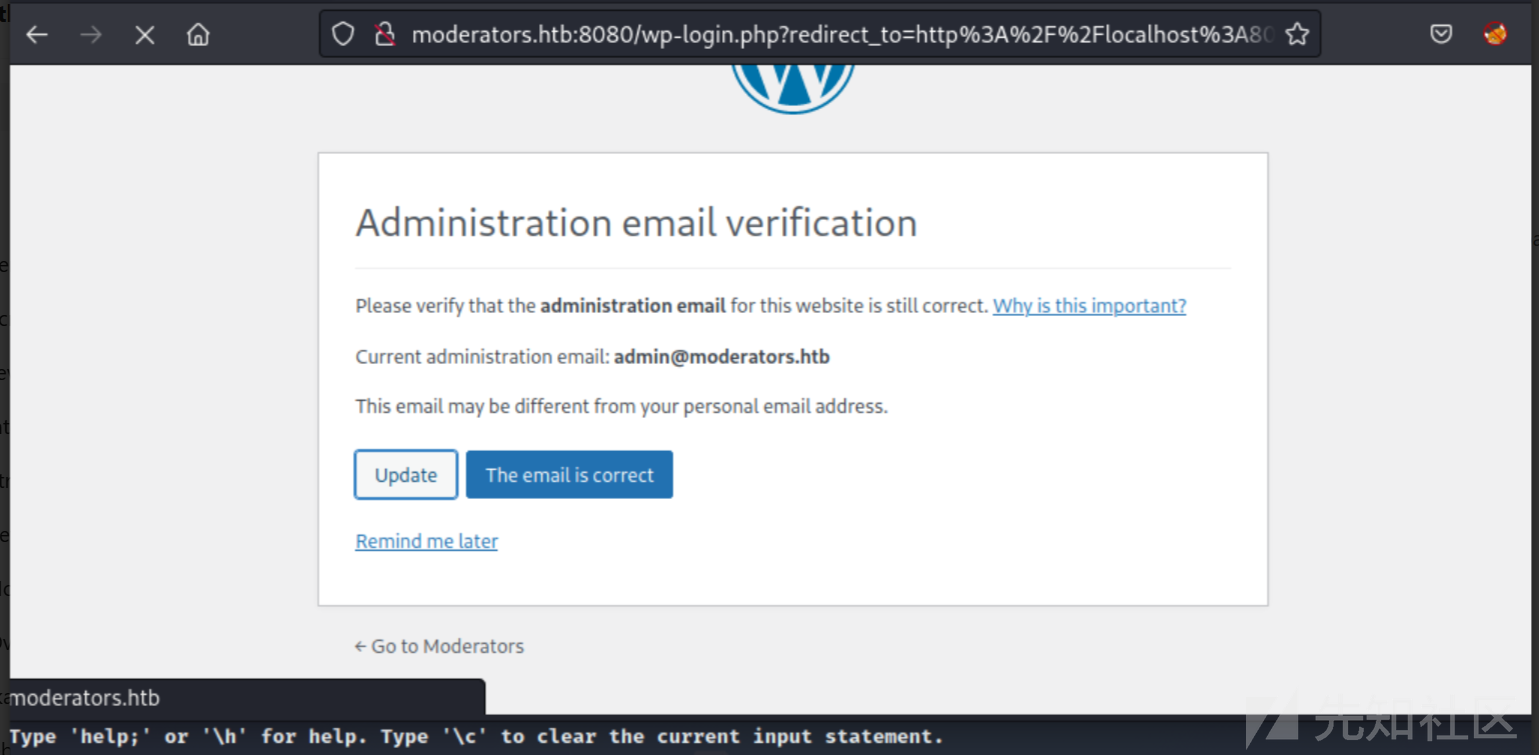 moderators.htb:8080/wp-login.php?redirect_to=http%3A%2F%2Flocalhost%3A80
Administration email verification
Please verify that the administration email for this website is still correct. Why is this important?
Current administration email: admin@moderators.htb
This email may be different from your personal email address.
Update The email is correct
Remind me later
← Go to Moderators
moderators.htb
Type 'help;' or '\h' for help. Type '\c' to clear the current input statement.
先知社区